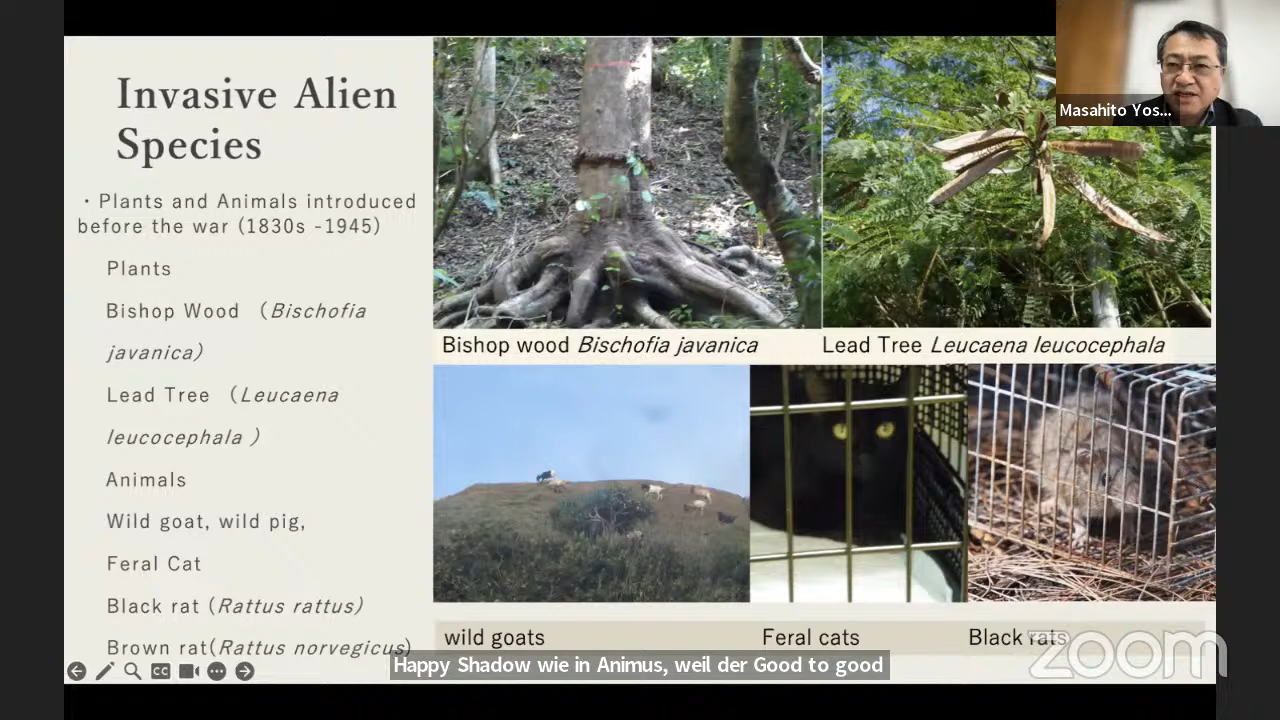 Invasive Alien
Species
・Plants and Animals introduced
before the war (1830s -1945)
Plants
Bishop Wood （Bischofia
javanica）
Lead Tree （Leucaena
leucocephala ）
Animals
Wild goat, wild pig,
Feral Cat
Black rat (Rattus rattus)
Brown rat(Rattus norvegicus)
Masahito Yos...
Bishop wood Bischofia javanica
Lead Tree Leucaena leucocephala
wild goats
Feral cats
Black rats
CC
Happy Shadow wie in Animus, weil der Good to good
zoom